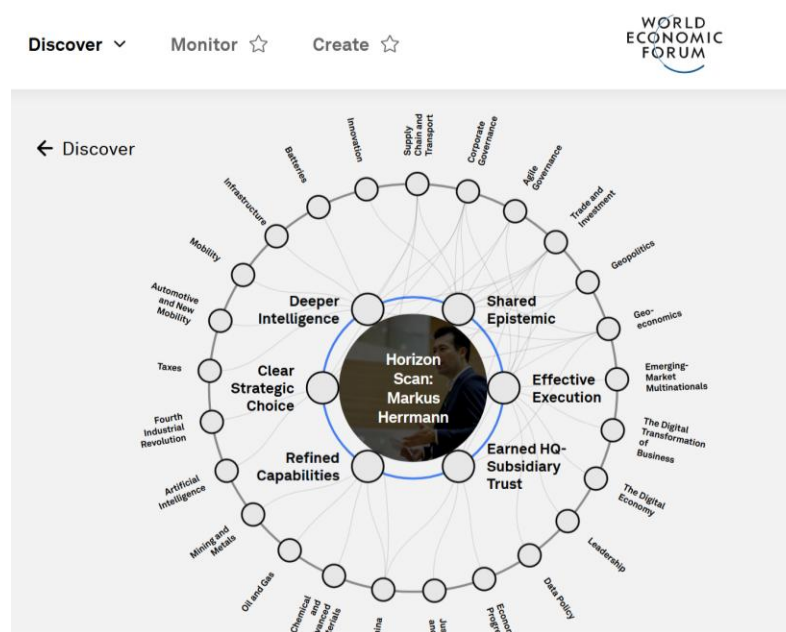 Discover
Monitor
Create
WORLD
ECONOMIC
FORUM
Discover
Innovation
Supply
Chain and
Transport
Corporate
Governance
Agile
Governance
Trade and
Investment
Geopolitics
Geo-
economics
Emerging-
Market
Multinationals
The Digital
Transformation
of
Business
The Digital
Economy
Leadership
Data Policy
Batteries
Infrastructure
Mobility
Automotive
and New
Mobility
Taxes
Fourth
Industrial
Revolution
Artificial
Intelligence
Mining and
Metals
Oil and Gas
Chemical
and
Deeper
Intelligence
Shared
Epistemic
Clear
Strategic
Choice
Effective
Execution
Refined
Capabilities
Earned HQ-
Subsidiary
Trust
Horizon
Scan:
Markus
Herrmann